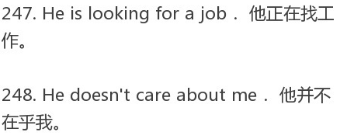 247. He is looking for a job． 他正在找工
作。
248. He doesn't care about me． 他并不
在乎我。